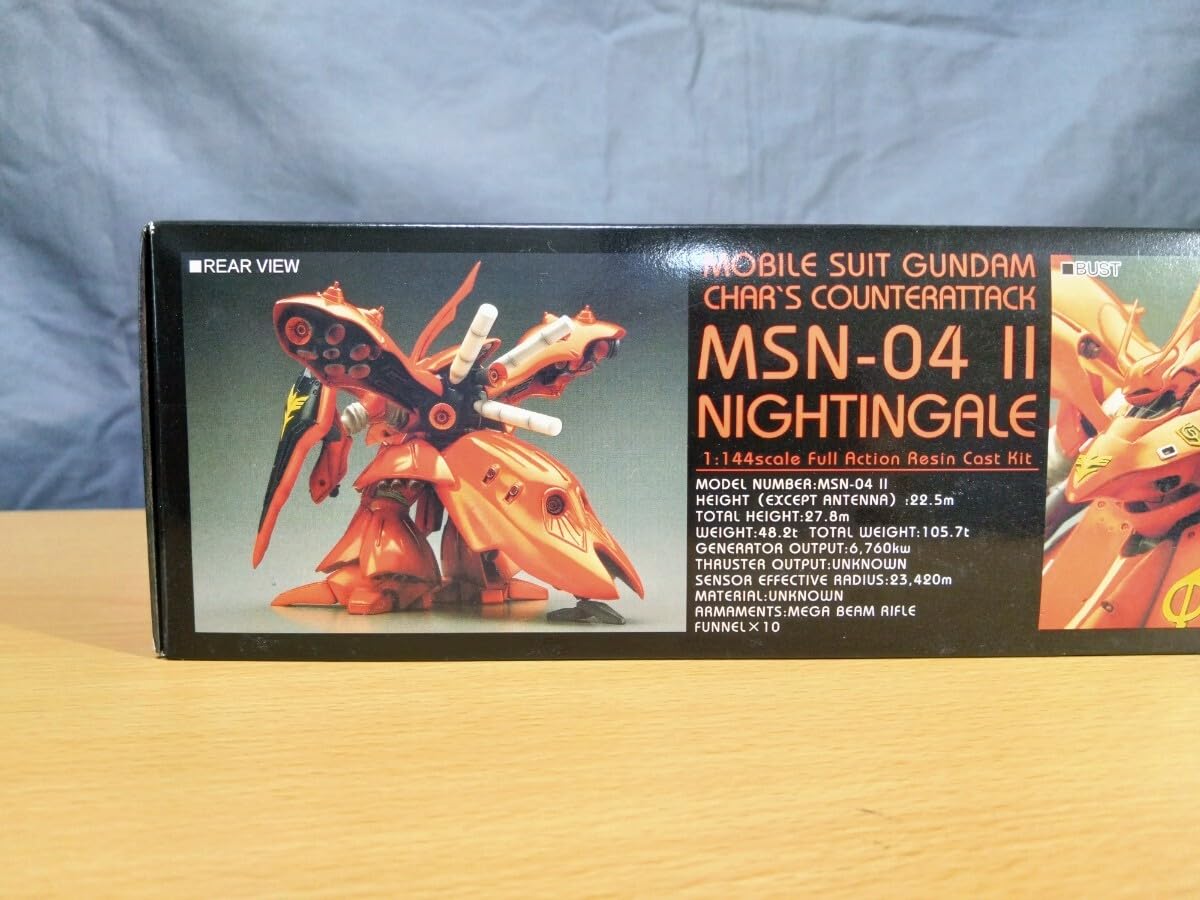 ■REAR VIEW
MOBILE SUIT GUNDAM
CHAR`S COUNTERATTACK
MSN-04 II
NIGHTINGALE
1:144scale Full Action Resin Cast Kit
MODEL NUMBER:MSN-04 II
HEIGHT (EXCEPT ANTENNA) :22.5m
TOTAL HEIGHT:27.8m
WEIGHT:48.2t TOTAL WEIGHT:105.7t
GENERATOR OUTPUT:6,760kw
THRUSTER OUTPUT:UNKNOWN
SENSOR EFFECTIVE RADIUS:23,420m
MATERIAL:UNKNOWN
ARMAMENTS:MEGA BEAM RIFLE
FUNNEL×10
■BUST